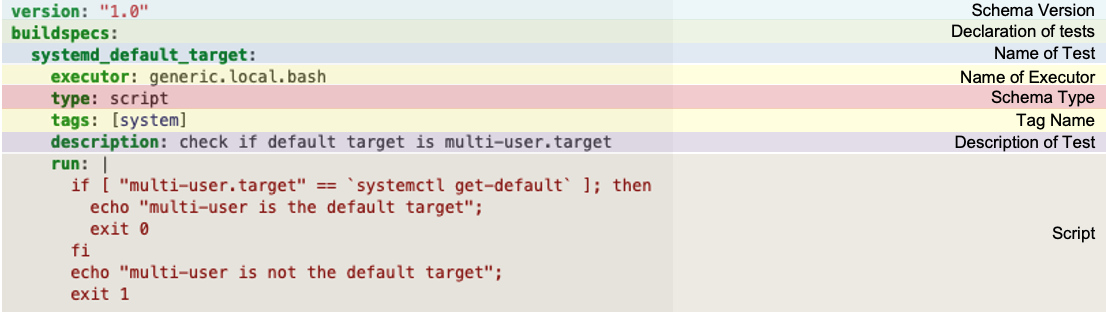 version: "1.0" Schema Version
buildspecs: Declaration of tests
systemd_default_target: Name of Test
executor: generic.local.bash Name of Executor
type: script Schema Type
tags: [system] Tag Name
description: check if default target is multi-user.target Description of Test
run: |
if [ "multi-user.target" == `systemctl get-default` ]; then
echo "multi-user is the default target";
exit 0
Script
fi
echo "multi-user is not the default target";
exit 1